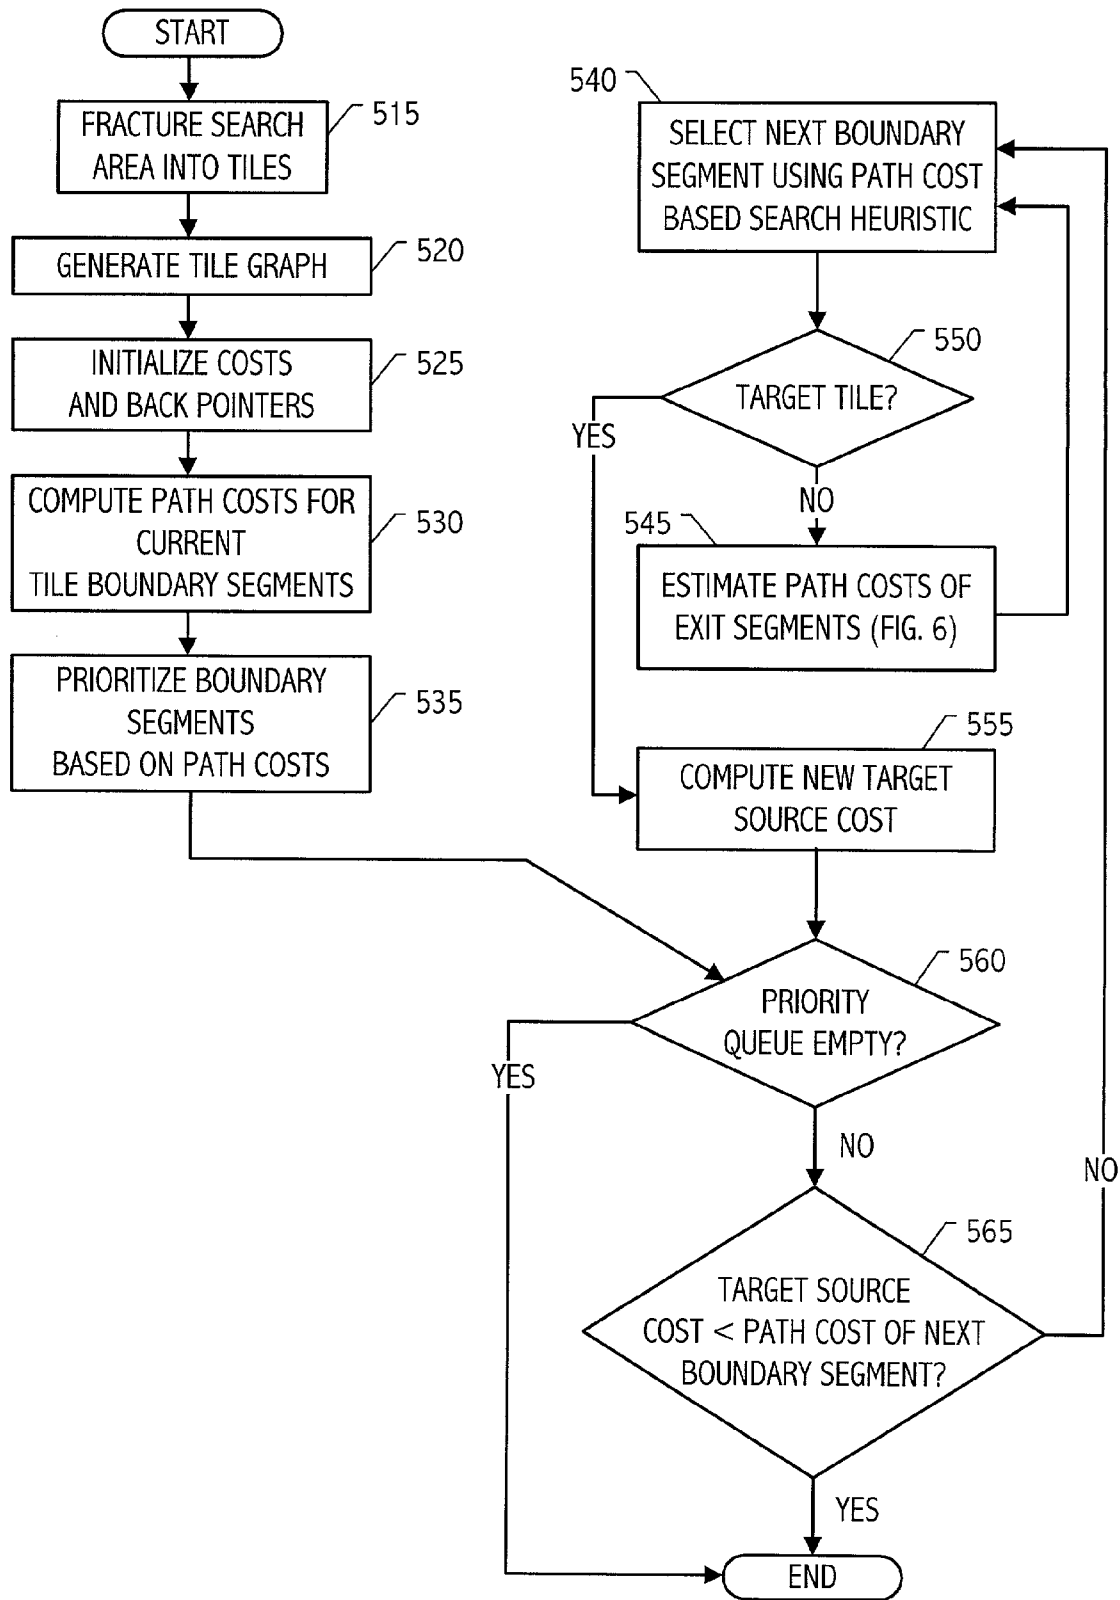 START
FRACTURE SEARCH
AREA INTO TILES
515
GENERATE TILE GRAPH
520
INITIALIZE COSTS
AND BACK POINTERS
525
COMPUTE PATH COSTS FOR
CURRENT
TILE BOUNDARY SEGMENTS
530
PRIORITIZE BOUNDARY
SEGMENTS
BASED ON PATH COSTS
535
540
SELECT NEXT BOUNDARY
SEGMENT USING PATH COST
BASED SEARCH HEURISTIC
550
TARGET TILE?
YES
NO
545
ESTIMATE PATH COSTS OF
EXIT SEGMENTS (FIG. 6)
555
COMPUTE NEW TARGET
SOURCE COST
560
PRIORITY
QUEUE EMPTY?
YES
NO
565
TARGET SOURCE
COST < PATH COST OF NEXT
BOUNDARY SEGMENT?
NO
YES
END